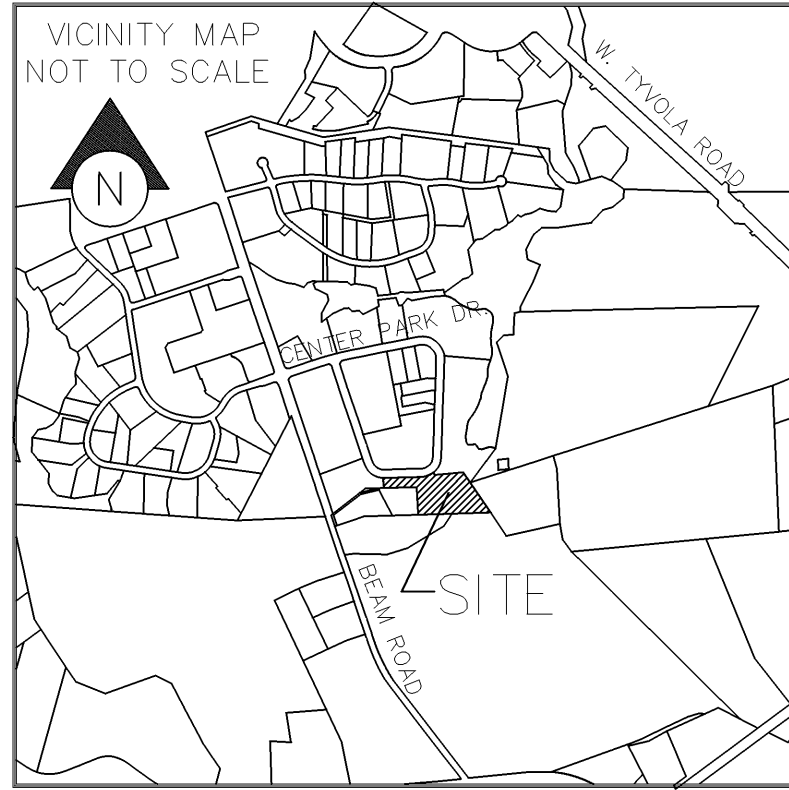 VICINITY MAP
NOT TO SCALE
W. TYVOLA ROAD
N
CENTER PARK DR.
BEAM ROAD
SITE